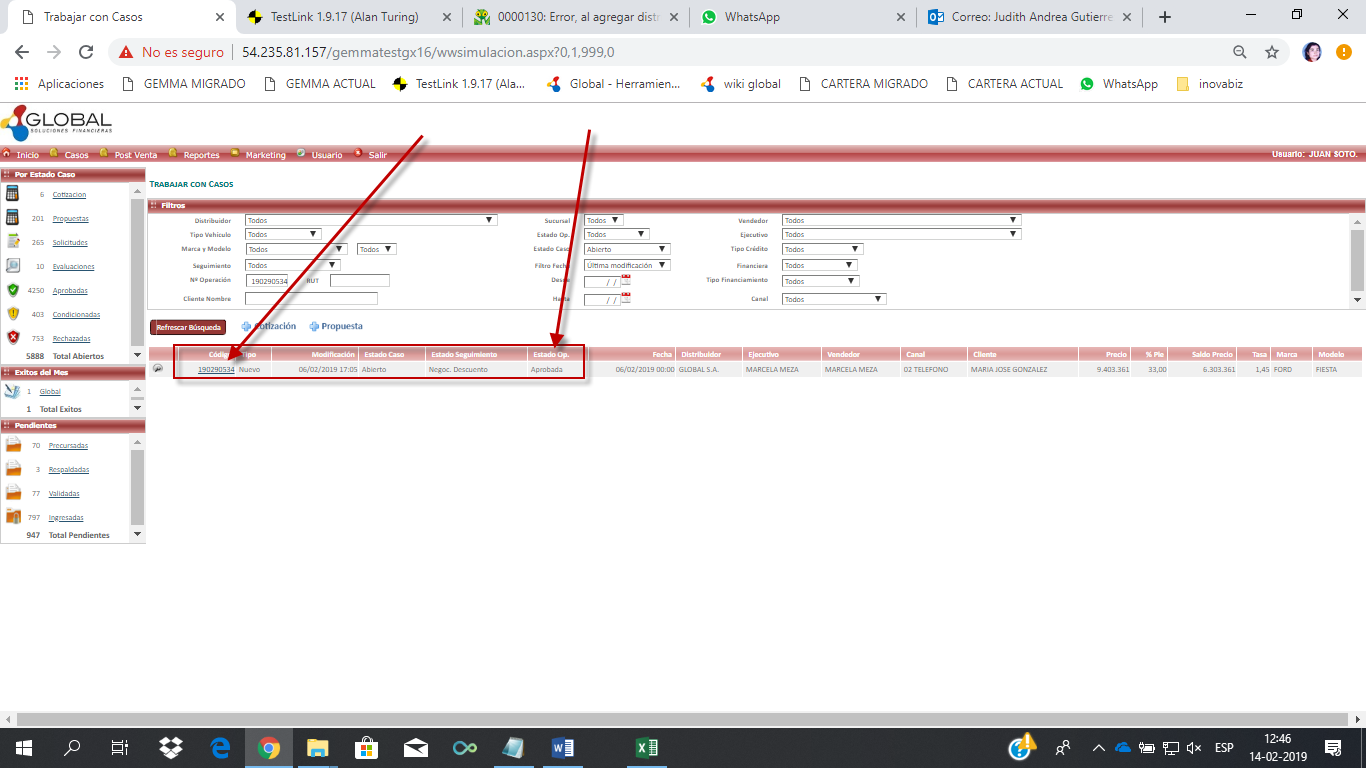 Trabajar con Casos
TestLink 1.9.17 (Alan Turing)
0000130: Error, al agregar distr
WhatsApp
Correo: Judith Andrea Gutierre
No es seguro
54.235.81.157/gemmatestgx16/wwsimulacion.aspx?0,1,999,0
Aplicaciones
GEMMA MIGRADO
GEMMA ACTUAL
TestLink 1.9.17 (Ala...
Global - Herramien...
wiki global
CARTERA MIGRADO
CARTERA ACTUAL
WhatsApp
inovabiz
GLOBAL
SOLUCIONES FINANCIERAS
Inicio Casos Post Venta Reportes Marketing Usuario Salir
Usuario: JUAN SOTO.
Por Estado Caso
6 Cotizacion
201 Propuestas
265 Solicitudes
10 Evaluaciones
4250 Aprobadas
403 Condicionadas
753 Rechazadas
5888 Total Abiertos
Exitos del Mes
1 Global
1 Total Exitos
Pendientes
70 Precursadas
3 Respaldadas
77 Validadas
797 Ingresadas
947 Total Pendientes
TRABAJAR CON CASOS
Filtros
Distribuidor Todos Sucursal Todos Vendedor Todos
Tipo Vehículo Todos Estado Op. Todos Ejecutivo Todos
Marca y Modelo Todos Todos Estado Caso Abierto Tipo Crédito Todos
Seguimiento Todos Filtro Fecha Última modificación Financiera Todos
Nº Operación 190290534 RUT Desde / / Tipo Financiamiento Todos
Cliente Nombre Hasta / / Canal Todos
Refrescar Búsqueda Cotización Propuesta
Código Tipo Modificación Estado Caso Estado Seguimiento Estado Op. Fecha Distribuidor Ejecutivo Vendedor Canal Cliente Precio % Pie Saldo Precio Tasa Marca Modelo
190290534 Nuevo 06/02/2019 17:05 Abierto Negoc. Descuento Aprobada 06/02/2019 00:00 GLOBAL S.A. MARCELA MEZA MARCELA MEZA 02 TELEFONO MARIA JOSE GONZALEZ 9.403.361 33,00 6.303.361 1,45 FORD FIESTA
ESP
12:46
14-02-2019